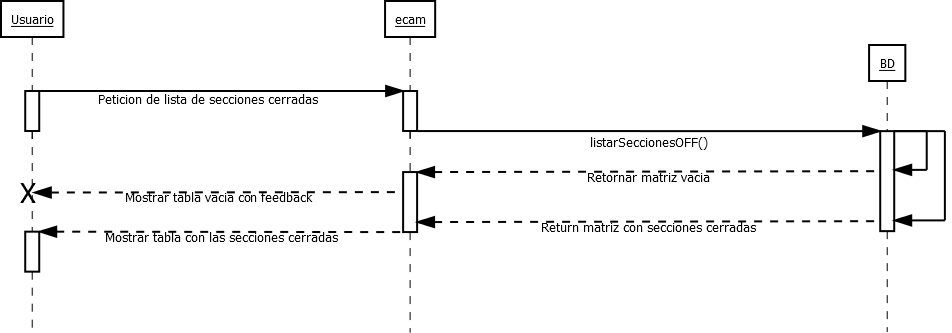 Usuario
ecam
BD
Peticion de lista de secciones cerradas
listarSeccionesOFF()
Retornar matriz vacia
Mostrar tabla vacia con feedback
Return matriz con secciones cerradas
Mostrar tabla con las secciones cerradas